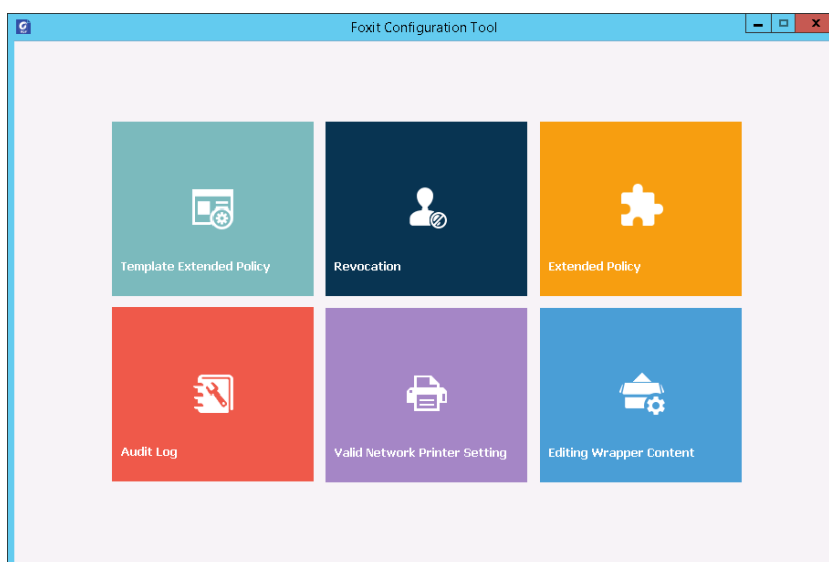 Foxit Configuration Tool
Template Extended Policy
Revocation
Extended Policy
Audit Log
Valid Network Printer Setting
Editing Wrapper Content